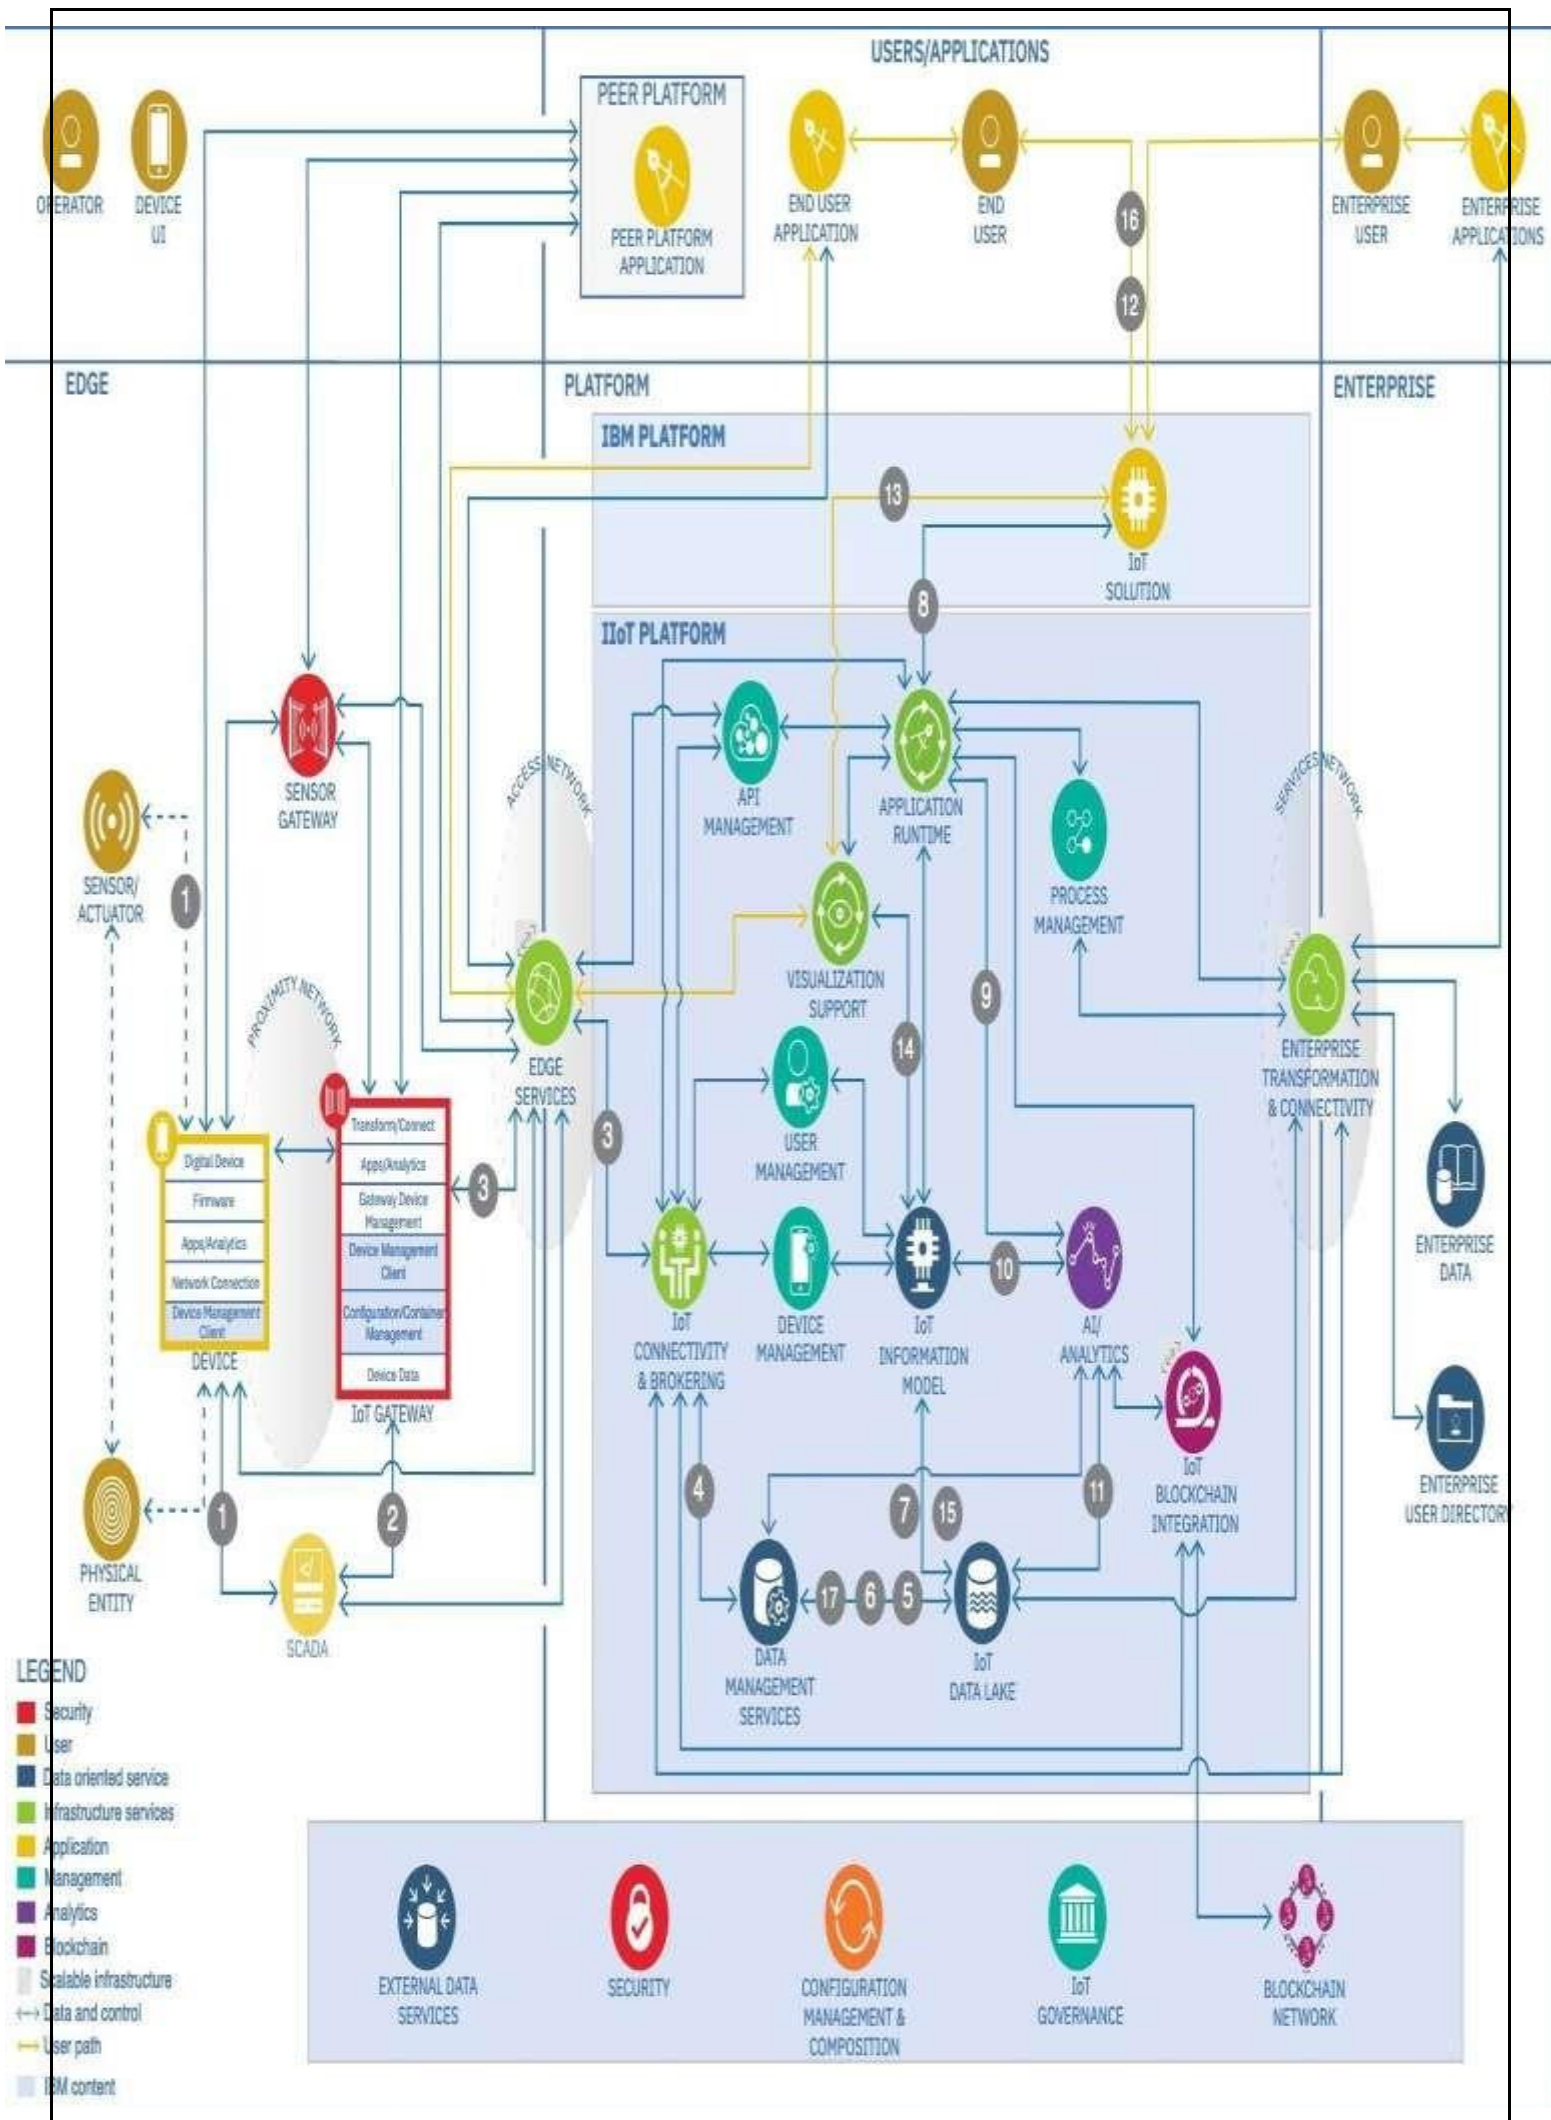 USERS/APPLICATIONS
PEER PLATFORM
PEER PLATFORM
APPLICATION
OPERATOR
DEVICE
UI
END USER
APPLICATION
END
USER
ENTERPRISE
USER
ENTERPRISE
APPLICATIONS
16
12
EDGE
PLATFORM
ENTERPRISE
IBM PLATFORM
13
IoT
SOLUTION
8
IIoT PLATFORM
SENSOR
GATEWAY
ACCESS NETWORK
API
MANAGEMENT
APPLICATION
RUNTIME
SERVICES NETWORK
SENSOR/
ACTUATOR
1
PROCESS
MANAGEMENT
VISUALIZATION
SUPPORT
9
14
PROXIMITY NETWORK
EDGE
SERVICES
ENTERPRISE
TRANSFORMATION
& CONNECTIVITY
USER
MANAGEMENT
3
3
Digital Device
Firmware
Apps/Analytics
Network Connection
Device Management
Client
DEVICE
Transform/Connect
Apps/Analytics
Gateway Device
Management
Device Management
Client
Configuration/Container
Management
Device Data
IoT GATEWAY
10
IoT
CONNECTIVITY
& BROKERING
DEVICE
MANAGEMENT
IoT
INFORMATION
MODEL
AI/
ANALYTICS
ENTERPRISE
DATA
4
7
15
11
IoT
BLOCKCHAIN
INTEGRATION
ENTERPRISE
USER DIRECTORY
1
2
PHYSICAL
ENTITY
SCADA
17
6
5
DATA
MANAGEMENT
SERVICES
IoT
DATA LAKE
LEGEND
Security
User
Data oriented service
Infrastructure services
Application
Management
Analytics
Blockchain
Scalable infrastructure
Data and control
User path
IBM content
EXTERNAL DATA
SERVICES
SECURITY
CONFIGURATION
MANAGEMENT &
COMPOSITION
IoT
GOVERNANCE
BLOCKCHAIN
NETWORK